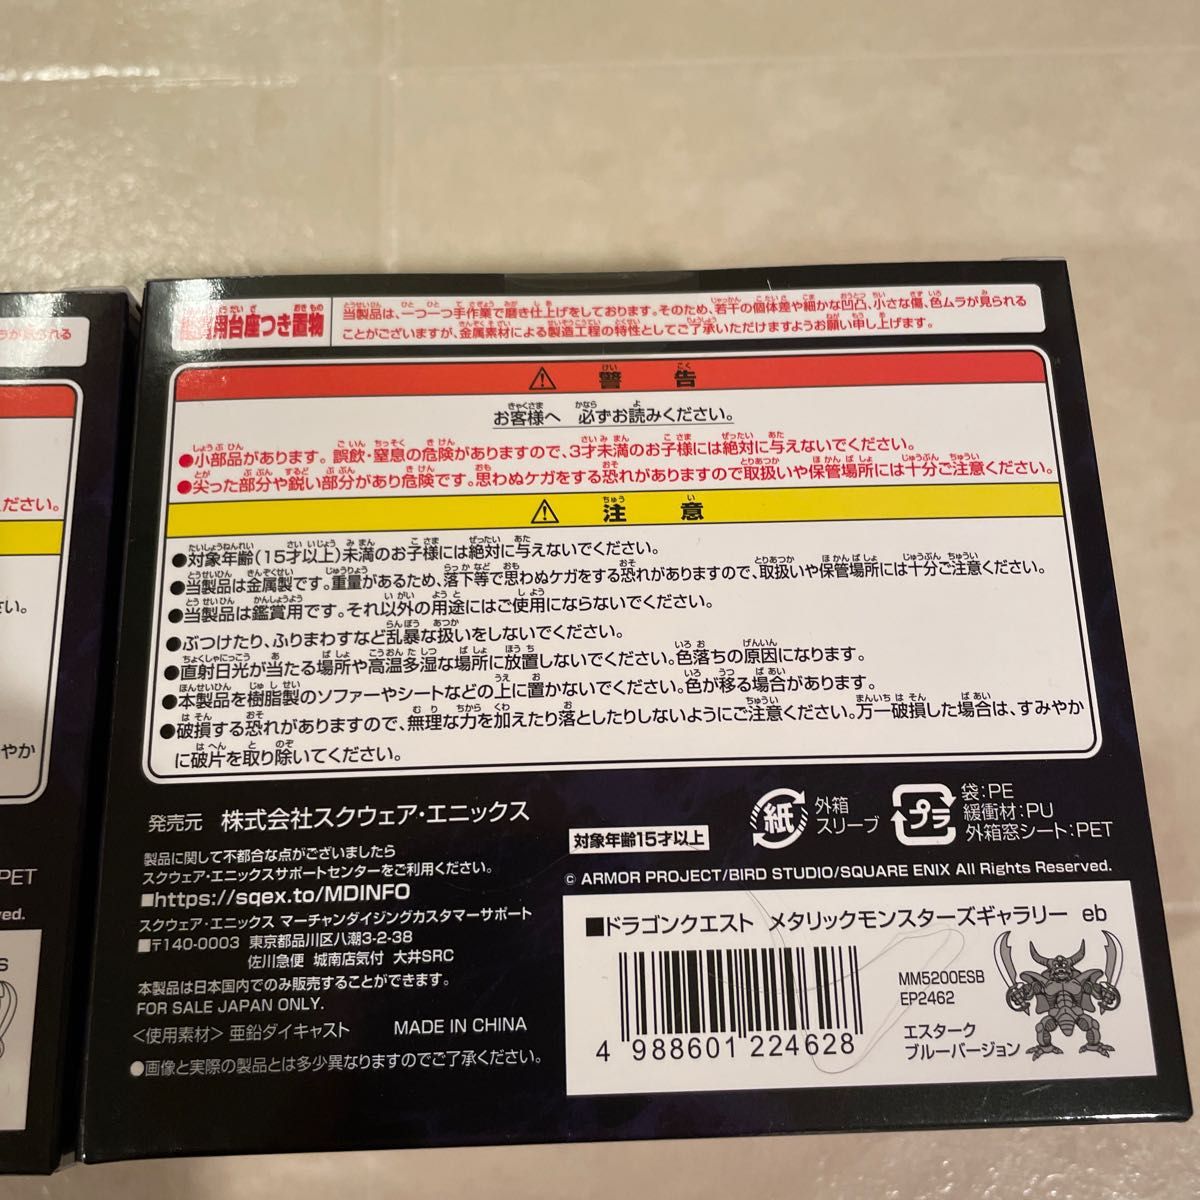 用台座つき置物
当製品は、一つ一つ手作業で磨き仕上げをしております。そのため、若干の個体差や細かな凹凸、小さな傷、色ムラが見られる
ことがございますが、金属素材による製造工程の特性としてご了承いただけますようお願い申し上げます。
⚠ 警告
お客様へ 必ずお読みください。
●小部品があります。誤飲・窒息の危険がありますので、3才未満のお子様には絶対に与えないでください。
●尖った部分や鋭い部分があり危険です。思わぬケガをする恐れがありますので取扱いや保管場所には十分ご注意ください。
⚠ 注意
●対象年齢(15才以上)未満のお子様には絶対に与えないでください。
●当製品は金属製です。重量があるため、落下等で思わぬケガをする恐れがありますので、取扱いや保管場所には十分ご注意ください。
●当製品は鑑賞用です。それ以外の用途にはご使用にならないでください。
●ぶつけたり、ふりまわすなど乱暴な扱いをしないでください。
●直射日光が当たる場所や高温多湿な場所に放置しないでください。色落ちの原因になります。
●本製品を樹脂製のソファーやシートなどの上に置かないでください。色が移る場合があります。
●破損する恐れがありますので、無理な力を加えたり落としたりしないようにご注意ください。万一破損した場合は、すみやか
に破片を取り除いてください。
発売元 株式会社スクウェア・エニックス
製品に関して不都合な点がございましたら
スクウェア・エニックスサポートセンターをご利用ください。
■https://sqex.to/MDINFO
スクウェア・エニックス マーチャンダイジングカスタマーサポート
■〒140-0003 東京都品川区八潮3-2-38
佐川急便 城南店気付 大井SRC
本製品は日本国内でのみ販売することができます。
FOR SALE JAPAN ONLY.
<使用素材> 亜鉛ダイキャスト MADE IN CHINA
●画像と実際の製品とは多少異なりますのでご了承ください。
対象年齢15才以上
紙 外箱
スリーブ
プラ 袋:PE
緩衝材:PU
外箱窓シート:PET
© ARMOR PROJECT/BIRD STUDIO/SQUARE ENIX All Rights Reserved.
■ドラゴンクエスト メタリックモンスターズギャラリー eb
MM5200ESB
EP2462
エスターク
ブルーバージョン
4 988601 224628
ラが見られる
ください。
さい。
やか
PET
ved.
S